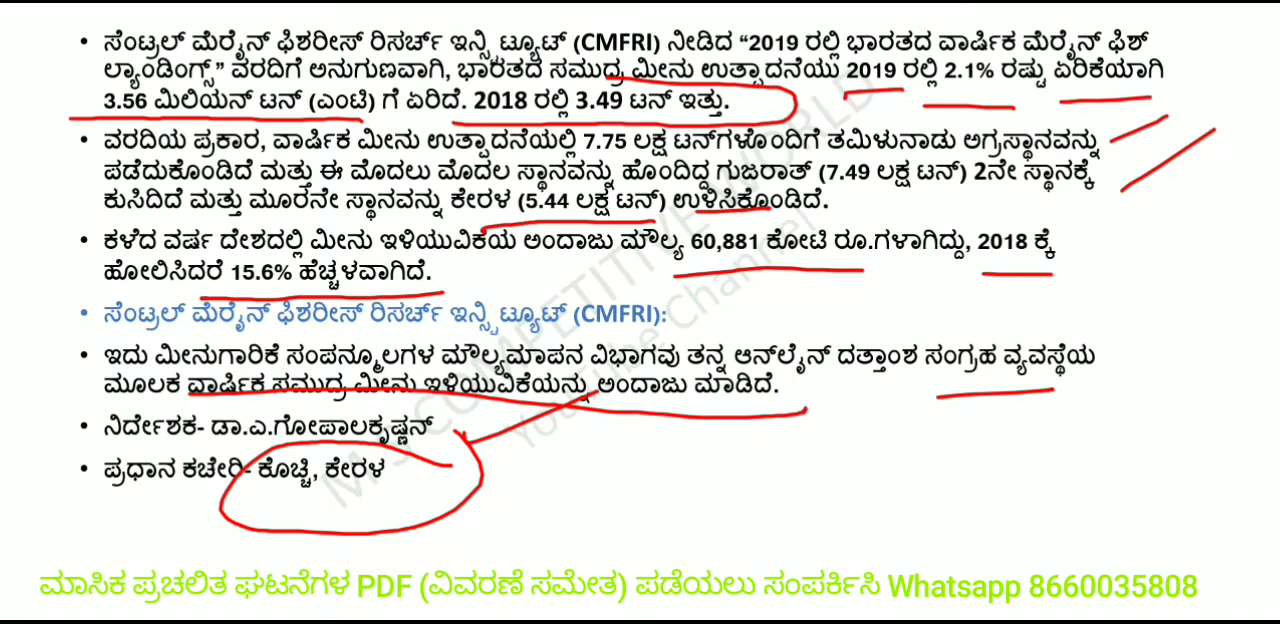 • ಸೆಂಟ್ರಲ್ ಮೆರೈನ್ ಫಿಶರೀಸ್ ರಿಸರ್ಚ್ ಇನ್ಸ್ಟಿಟ್ಯೂಟ್ (CMFRI) ನೀಡಿದ “2019 ರಲ್ಲಿ ಭಾರತದ ವಾರ್ಷಿಕ ಮೆರೈನ್ ಫಿಶ್
ಲ್ಯಾಂಡಿಂಗ್ಸ್” ವರದಿಗೆ ಅನುಗುಣವಾಗಿ, ಭಾರತದ ಸಮುದ್ರ ಮೀನು ಉತ್ಪಾದನೆಯು 2019 ರಲ್ಲಿ 2.1% ರಷ್ಟು ಏರಿಕೆಯಾಗಿ
3.56 ಮಿಲಿಯನ್ ಟನ್ (ಎಂಟಿ) ಗೆ ಏರಿದೆ. 2018 ರಲ್ಲಿ 3.49 ಟನ್ ಇತ್ತು.
• ವರದಿಯ ಪ್ರಕಾರ, ವಾರ್ಷಿಕ ಮೀನು ಉತ್ಪಾದನೆಯಲ್ಲಿ 7.75 ಲಕ್ಷ ಟನ್‌ಗಳೊಂದಿಗೆ ತಮಿಳುನಾಡು ಅಗ್ರಸ್ಥಾನವನ್ನು
ಪಡೆದುಕೊಂಡಿದೆ ಮತ್ತು ಈ ಮೊದಲು ಮೊದಲ ಸ್ಥಾನವನ್ನು ಹೊಂದಿದ್ದ ಗುಜರಾತ್ (7.49 ಲಕ್ಷ ಟನ್) 2ನೇ ಸ್ಥಾನಕ್ಕೆ
ಕುಸಿದಿದೆ ಮತ್ತು ಮೂರನೇ ಸ್ಥಾನವನ್ನು ಕೇರಳ (5.44 ಲಕ್ಷ ಟನ್) ಉಳಿಸಿಕೊಂಡಿದೆ.
• ಕಳೆದ ವರ್ಷ ದೇಶದಲ್ಲಿ ಮೀನು ಇಳಿಯುವಿಕೆಯ ಅಂದಾಜು ಮೌಲ್ಯ 60,881 ಕೋಟಿ ರೂ.ಗಳಾಗಿದ್ದು, 2018 ಕ್ಕೆ
ಹೋಲಿಸಿದರೆ 15.6% ಹೆಚ್ಚಳವಾಗಿದೆ.
• ಸೆಂಟ್ರಲ್ ಮೆರೈನ್ ಫಿಶರೀಸ್ ರಿಸರ್ಚ್ ಇನ್ಸ್ಟಿಟ್ಯೂಟ್ (CMFRI):
• ಇದು ಮೀನುಗಾರಿಕೆ ಸಂಪನ್ಮೂಲಗಳ ಮೌಲ್ಯಮಾಪನ ವಿಭಾಗವು ತನ್ನ ಆನ್‌ಲೈನ್ ದತ್ತಾಂಶ ಸಂಗ್ರಹ ವ್ಯವಸ್ಥೆಯ
ಮೂಲಕ ವಾರ್ಷಿಕ ಸಮುದ್ರ ಮೀನು ಇಳಿಯುವಿಕೆಯನ್ನು ಅಂದಾಜು ಮಾಡಿದೆ.
• ನಿರ್ದೇಶಕ- ಡಾ.ಎ.ಗೋಪಾಲಕೃಷ್ಣನ್
• ಪ್ರಧಾನ ಕಚೇರಿ- ಕೊಚ್ಚಿ, ಕೇರಳ
COMPETITIVE WORLD
YouTube Channel
ಮಾಸಿಕ ಪ್ರಚಲಿತ ಘಟನೆಗಳ PDF (ವಿವರಣೆ ಸಮೇತ) ಪಡೆಯಲು ಸಂಪರ್ಕಿಸಿ Whatsapp 8660035808